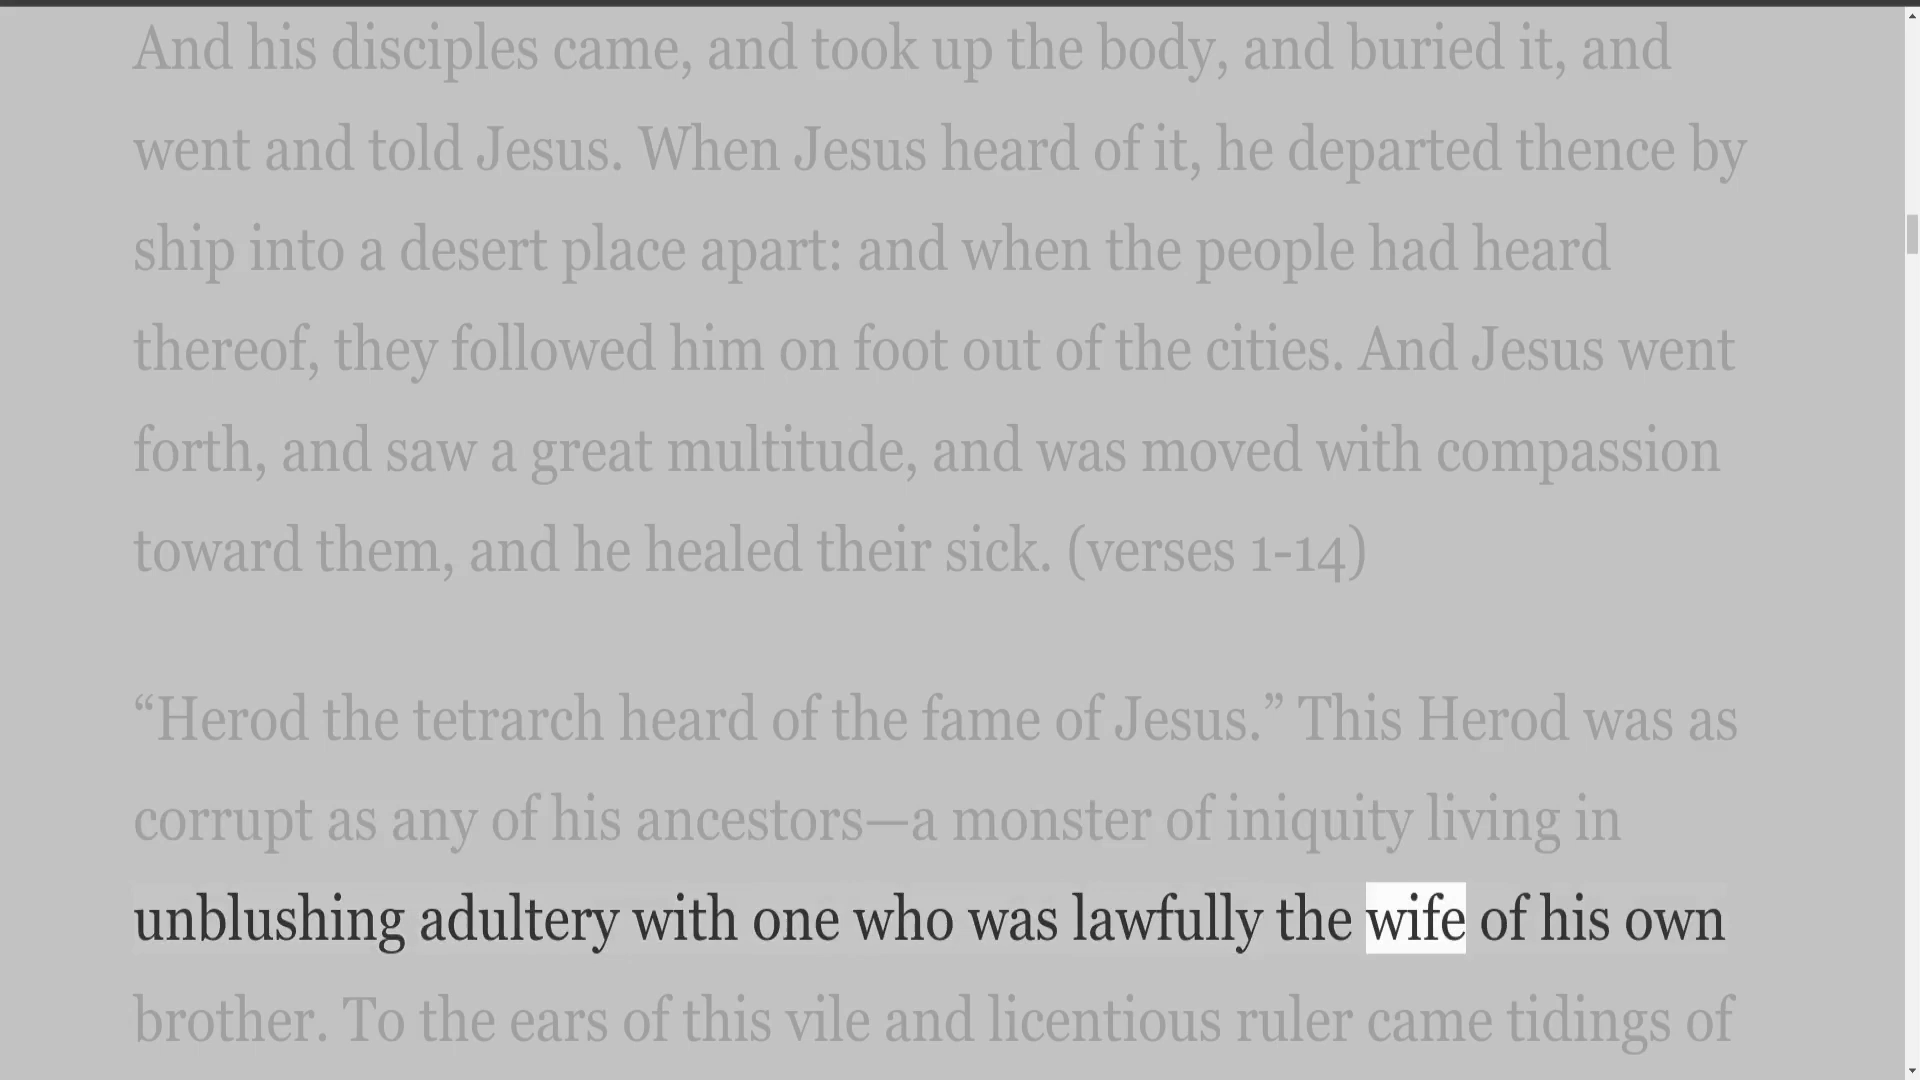 And his disciples came, and took up the body, and buried it, and
went and told Jesus. When Jesus heard of it, he departed thence by
ship into a desert place apart: and when the people had heard
thereof, they followed him on foot out of the cities. And Jesus went
forth, and saw a great multitude, and was moved with compassion
toward them, and he healed their sick. (verses 1-14)
“Herod the tetrarch heard of the fame of Jesus.” This Herod was as
corrupt as any of his ancestors—a monster of iniquity living in
unblushing adultery with one who was lawfully the wife of his own
brother. To the ears of this vile and licentious ruler came tidings of